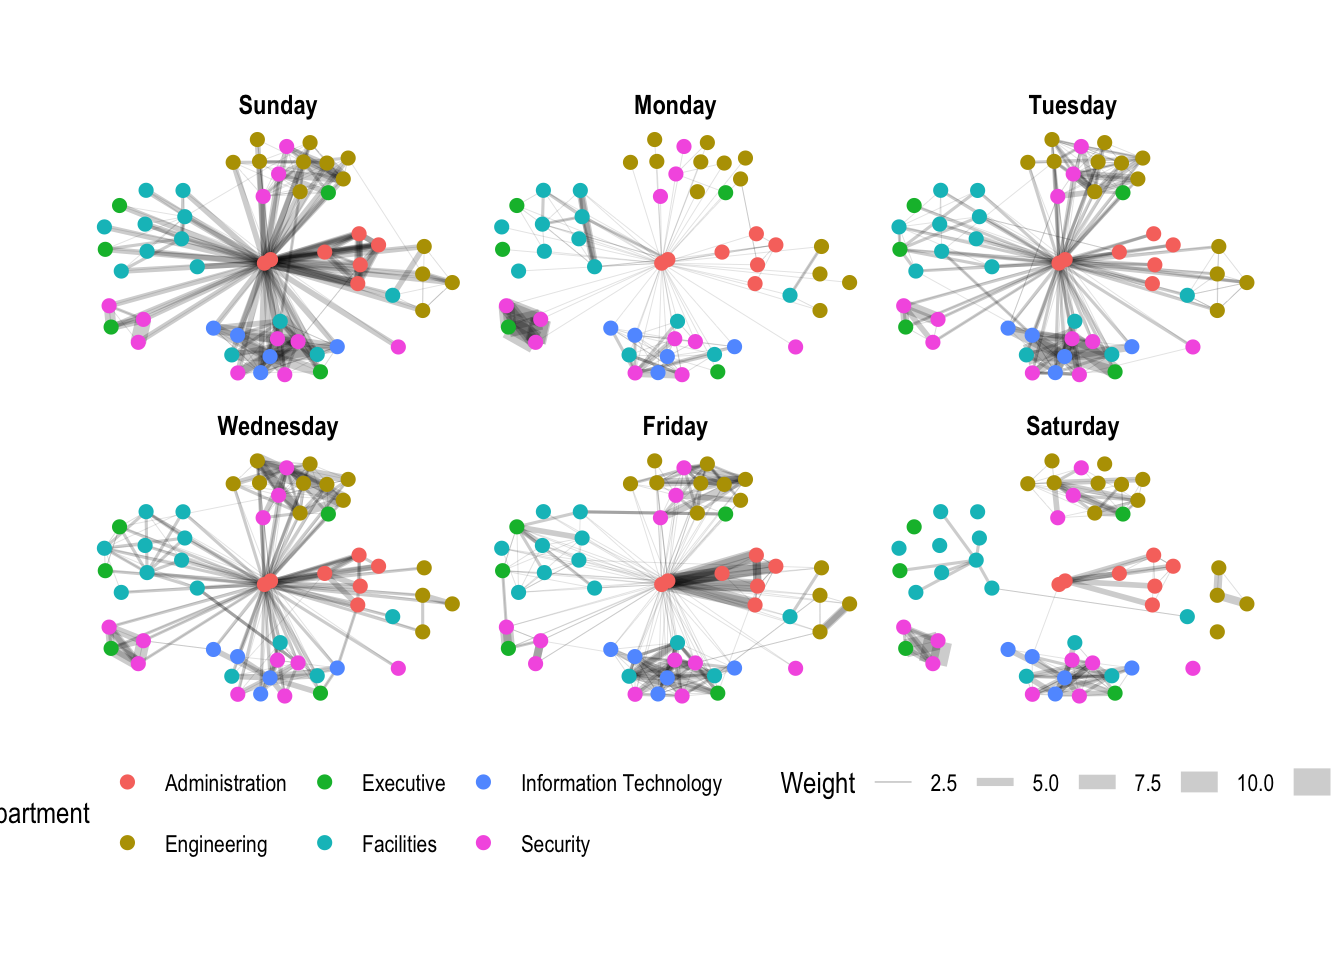 Sunday
Monday
Tuesday
Wednesday
Friday
Saturday
partment
Administration
Executive
Information Technology
Engineering
Facilities
Security
Weight
2.5
5.0
7.5
10.0